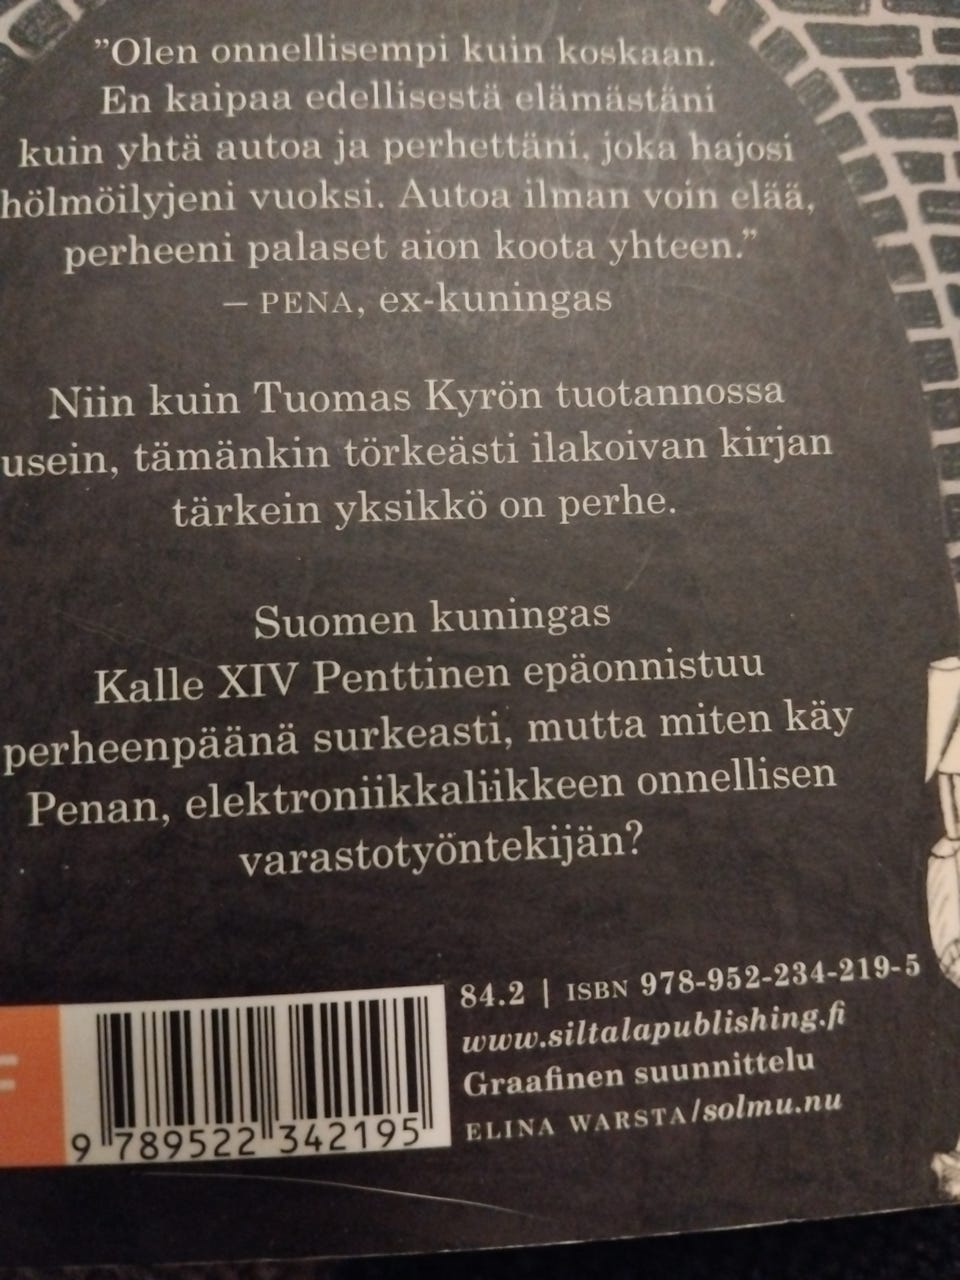 ”Olen onnellisempi kuin koskaan.
En kaipaa edellisestä elämästäni
kuin yhtä autoa ja perhettäni, joka hajosi
hölmöilyjeni vuoksi. Autoa ilman voin elää,
perheeni palaset aion koota yhteen.”
– PENA, ex-kuningas
Niin kuin Tuomas Kyrön tuotannossa
usein, tämänkin törkeästi ilakoivan kirjan
tärkein yksikkö on perhe.
Suomen kuningas
Kalle XIV Penttinen epäonnistuu
perheenpäänä surkeasti, mutta miten käy
Penan, elektroniikkaliikkeen onnellisen
varastotyöntekijän?
84.2 | ISBN 978-952-234-219-5
www.siltalapublishing.fi
Graafinen suunnittelu
ELINA WARSTA/solmu.nu
9 789522 342195